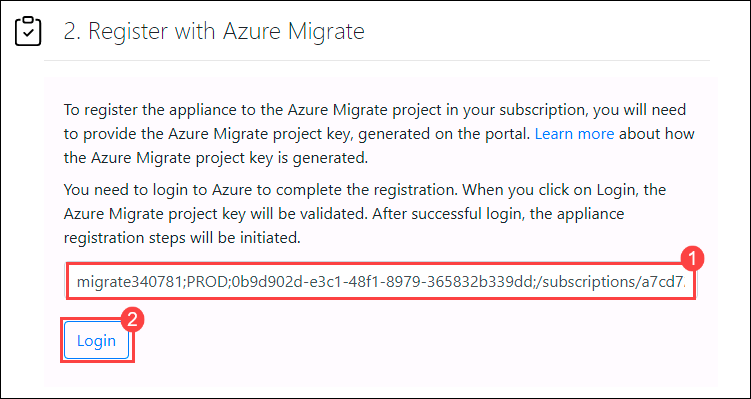 2. Register with Azure Migrate
To register the appliance to the Azure Migrate project in your subscription, you will need
to provide the Azure Migrate project key, generated on the portal. Learn more about how
the Azure Migrate project key is generated.
You need to login to Azure to complete the registration. When you click on Login, the
Azure Migrate project key will be validated. After successful login, the appliance
registration steps will be initiated.
1
migrate340781;PROD;0b9d902d-e3c1-48f1-8979-365832b339dd;/subscriptions/a7cd7
2
Login